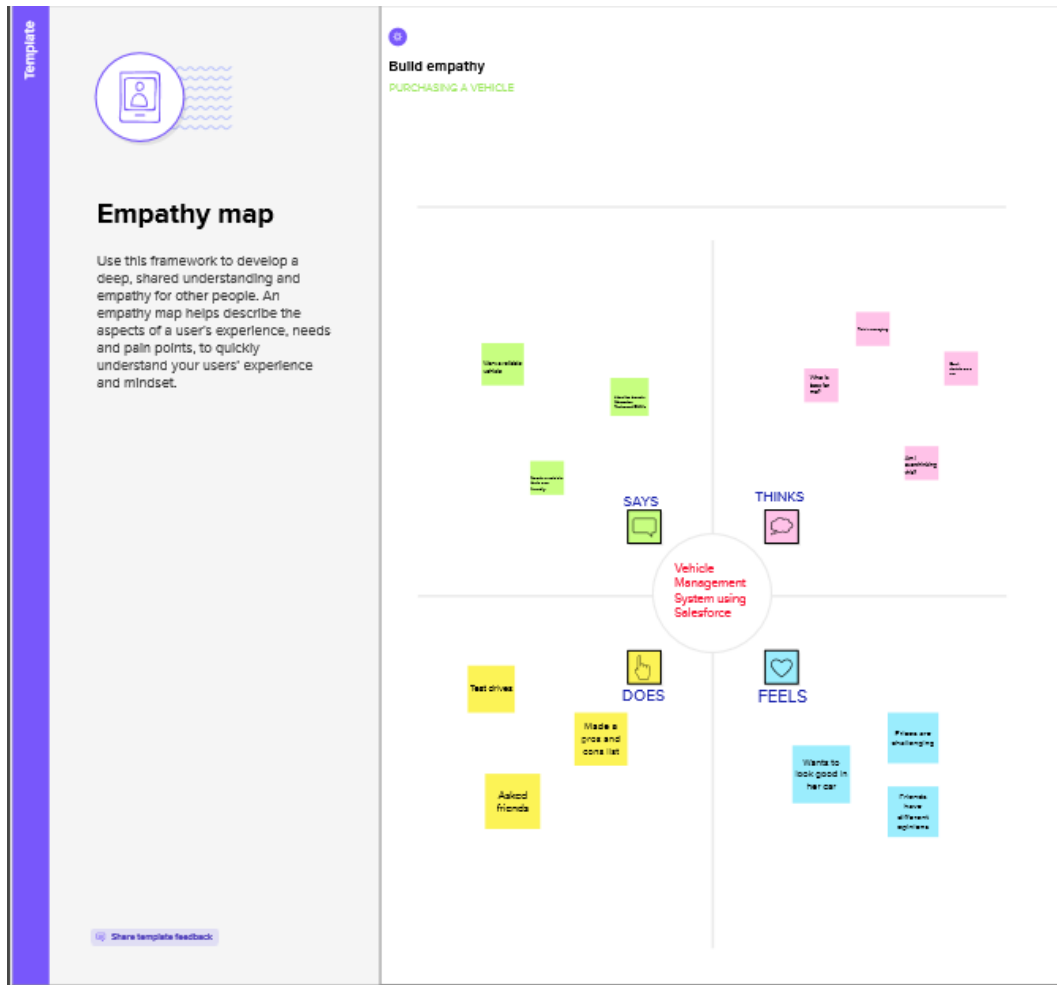 Template
Empathy map
Use this framework to develop a
deep, shared understanding and
empathy for other people. An
empathy map helps describe the
aspects of a user's experience, needs
and pain points, to quickly
understand your users' experience
and mindset.
Share template feedback
Build empathy
PURCHASING A VEHICLE
Want a reliable
vehicle
What is
best for
me?
Am I
overthinking
this?
SAYS
THINKS
Vehicle
Management
System using
Salesforce
DOES
FEELS
Test drives
Made a
pros and
cons list
Asked
friends
Prices are
challenging
Wants to
look good in
her car
Friends
have
different
opinions